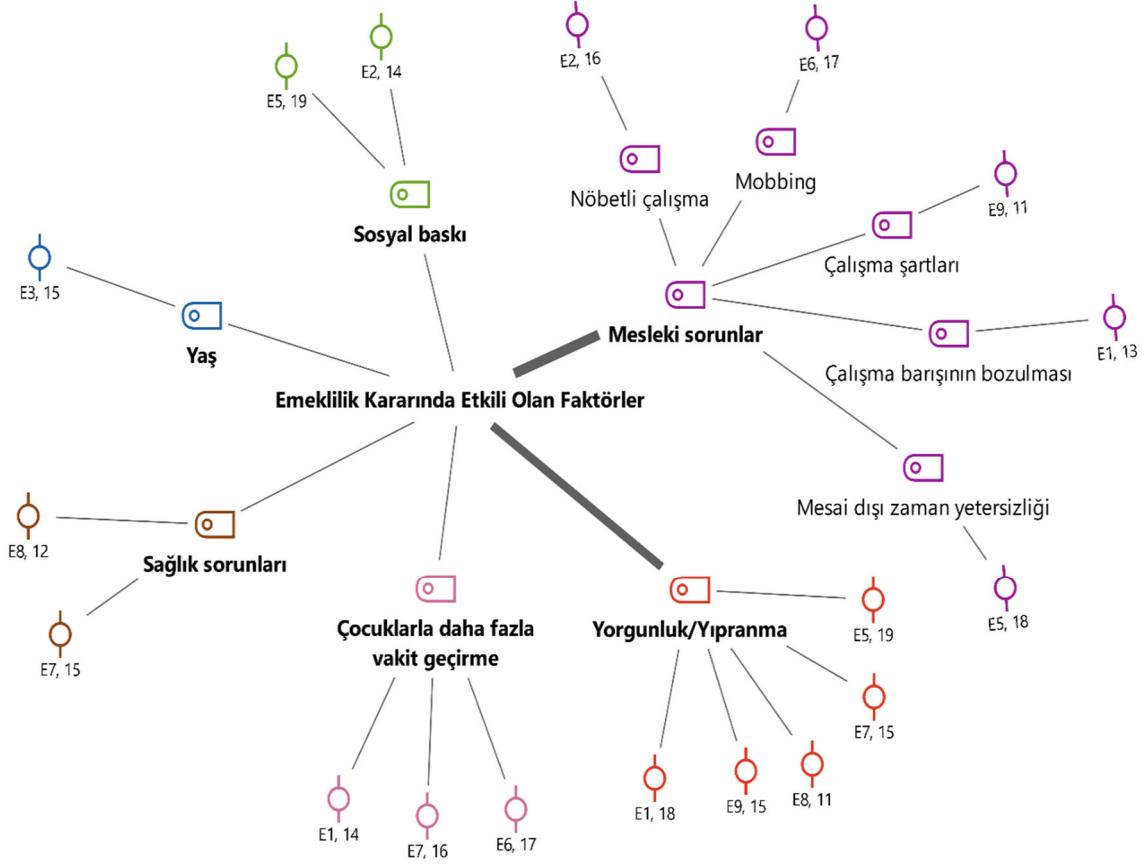 E2, 14
E5, 19
Sosyal baskı
E2, 16
E6, 17
Nöbetli çalışma
Mobbing
E9, 11
Çalışma şartları
E3, 15
Yaş
Mesleki sorunlar
E1, 13
Çalışma barışının bozulması
Emeklilik Kararında Etkili Olan Faktörler
Mesai dışı zaman yetersizliği
E5, 18
E8, 12
Sağlık sorunları
E7, 15
Çocuklarla daha fazla
vakit geçirme
E1, 14
E7, 16
E6, 17
Yorgunluk/Yıpranma
E5, 19
E7, 15
E8, 11
E9, 15
E1, 18